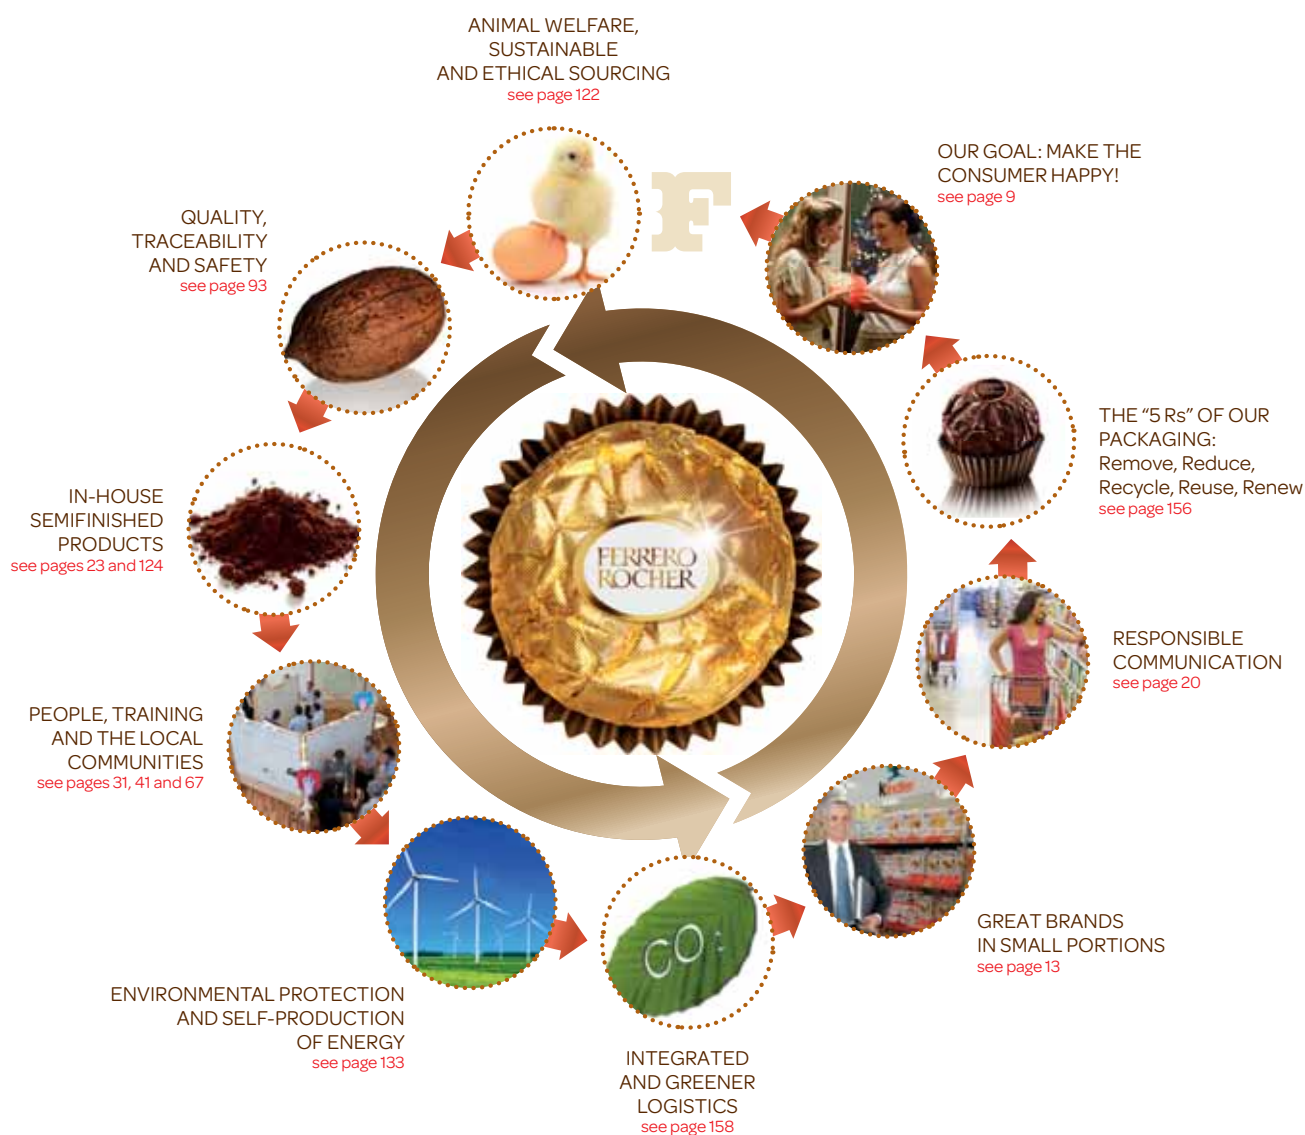 ANIMAL WELFARE,
SUSTAINABLE
AND ETHICAL SOURCING
see page 122
OUR GOAL: MAKE THE
CONSUMER HAPPY!
see page 9
F
QUALITY,
TRACEABILITY
AND SAFETY
see page 93
THE “5 Rs” OF OUR
PACKAGING:
Remove, Reduce,
Recycle, Reuse, Renew
see page 156
IN-HOUSE
SEMIFINISHED
PRODUCTS
see pages 23 and 124
FERRERO
ROCHER
RESPONSIBLE
COMMUNICATION
see page 20
PEOPLE, TRAINING
AND THE LOCAL
COMMUNITIES
see pages 31, 41 and 67
Kinder
GREAT BRANDS
IN SMALL PORTIONS
see page 13
CO2
ENVIRONMENTAL PROTECTION
AND SELF-PRODUCTION
OF ENERGY
see page 133
INTEGRATED
AND GREENER
LOGISTICS
see page 158